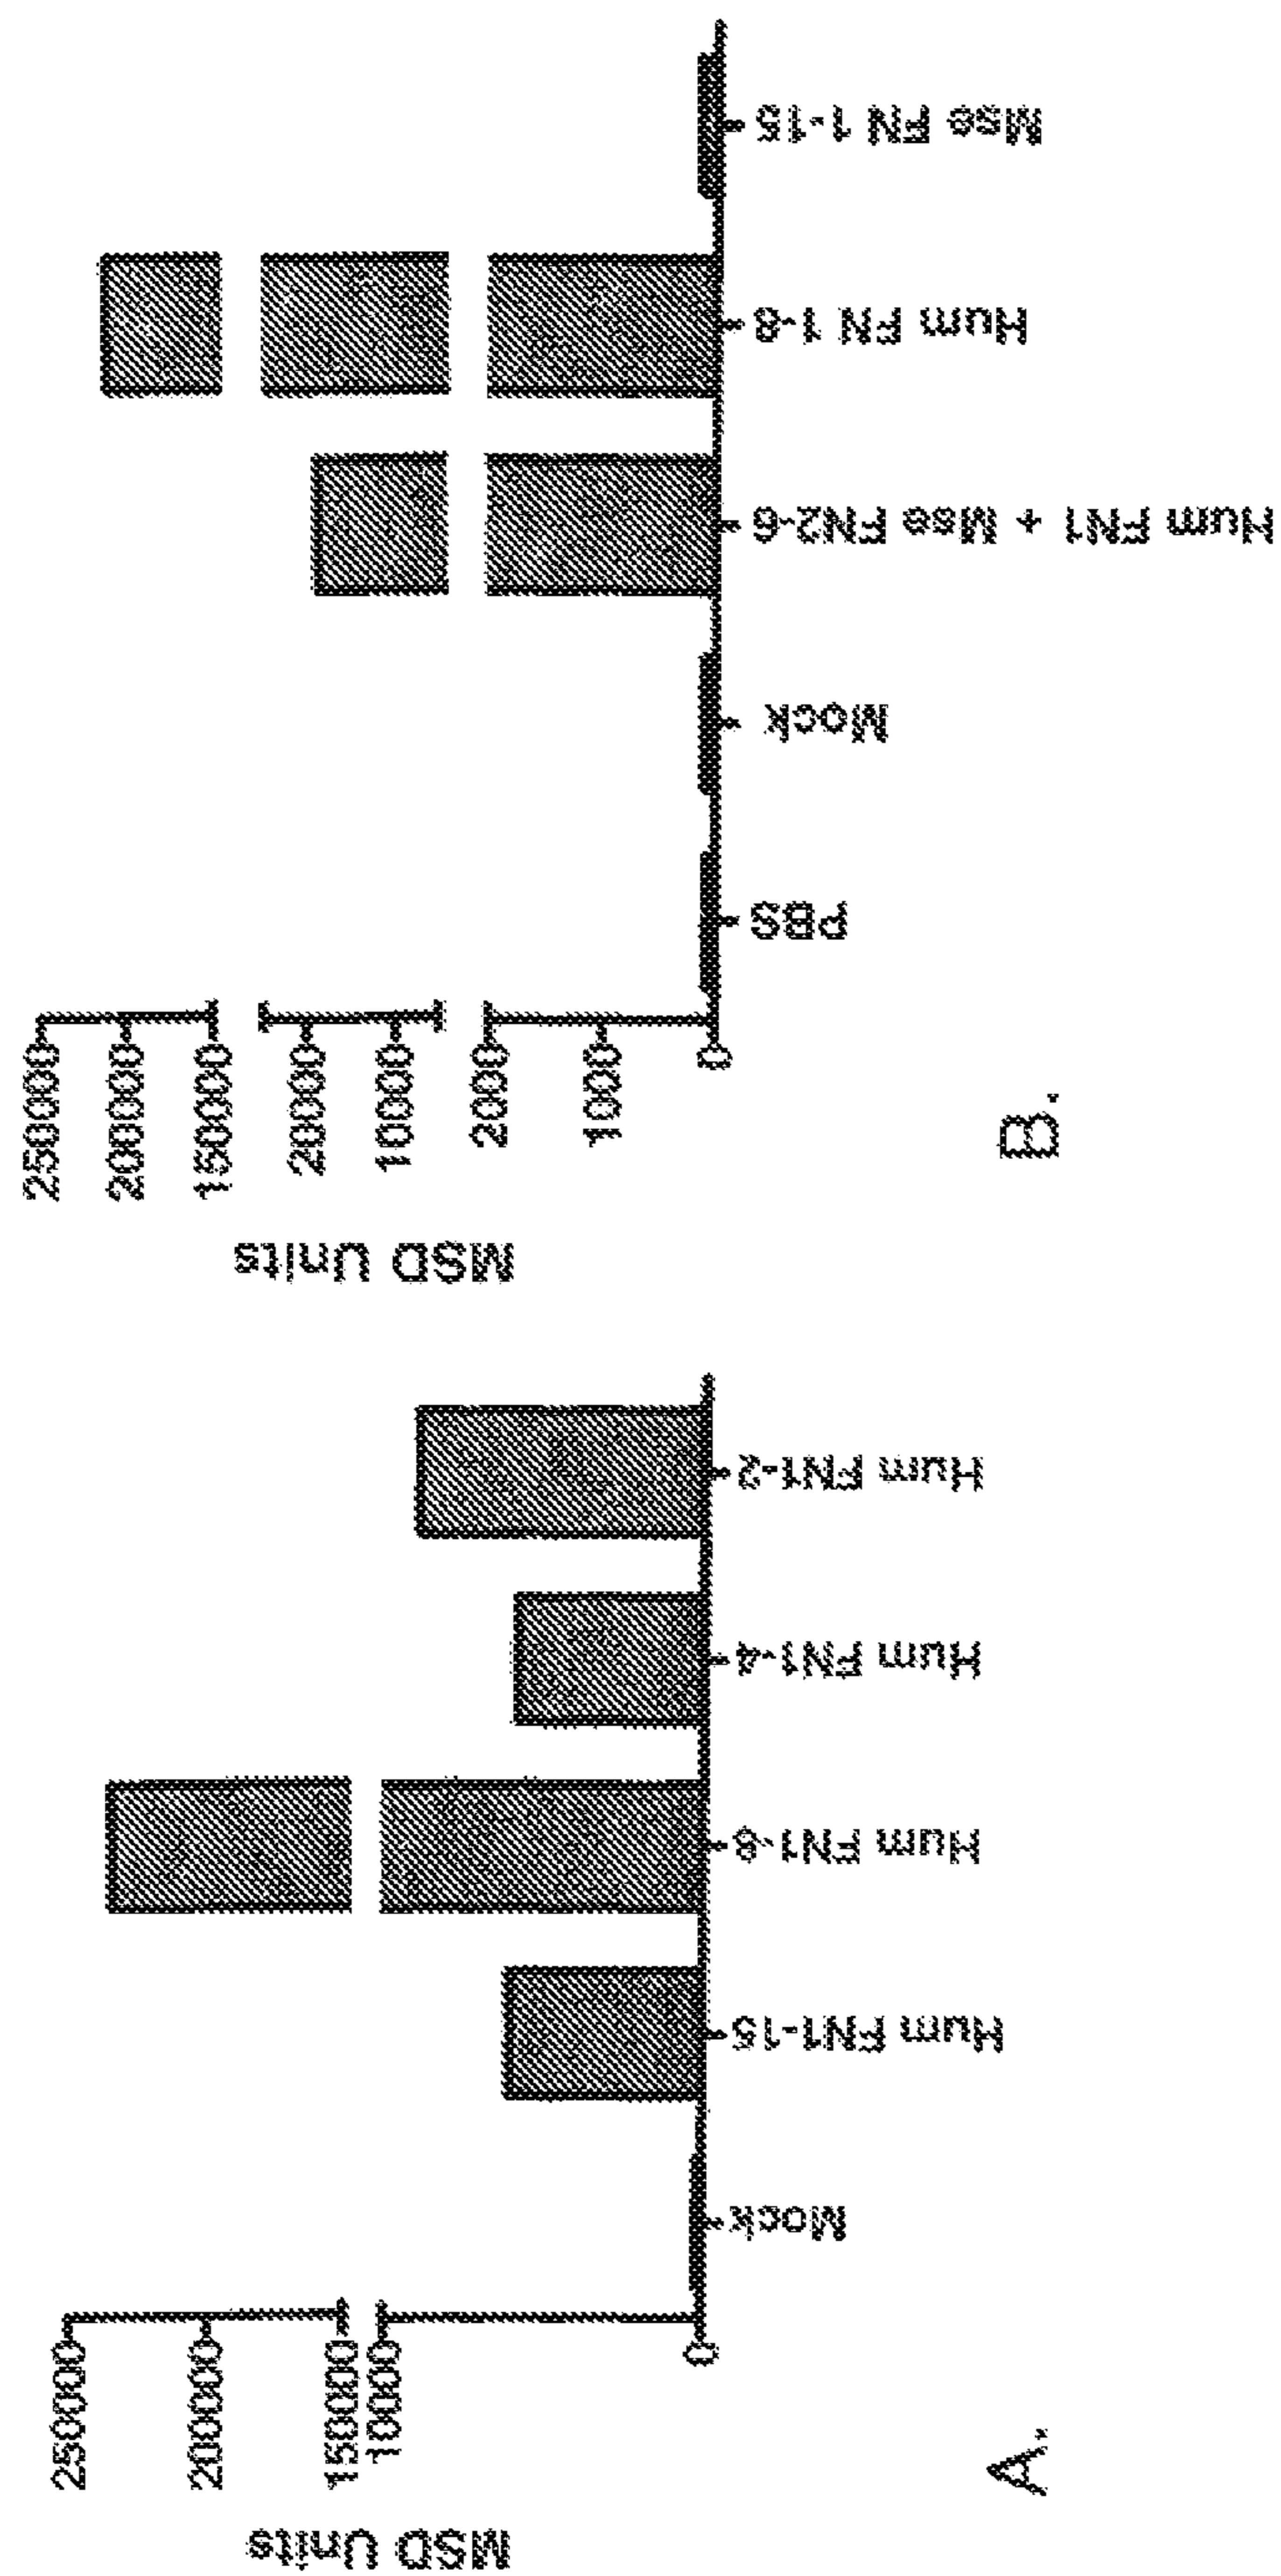 MSD Units
250000
200000
150000
10000
0
Mock
Hum FN1-15
Hum FN1-8
Hum FN1-4
Hum FN1-2
A.
MSD Units
250000
200000
150000
20000
10000
2000
1000
0
PBS
Mock
Hum FN1 + Mse FN2-6
Hum FN 1-8
Mse FN 1-15
B.